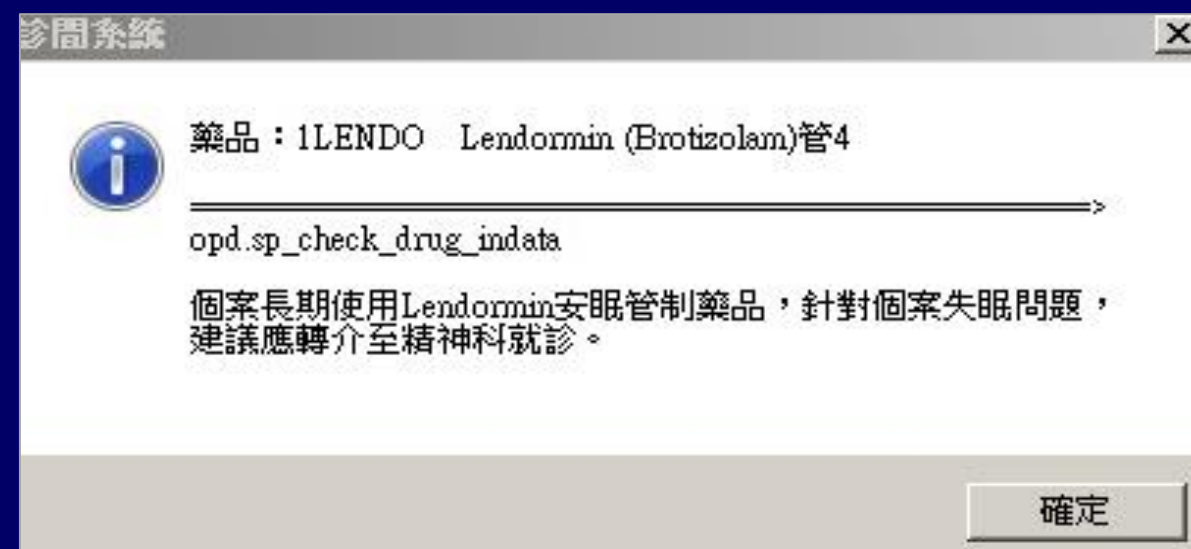 診間系統
藥品：1LENDO Lendormin (Brotizolam)管4
==================================================>
opd.sp_check_drug_indata
個案長期使用Lendormin安眠管制藥品，針對個案失眠問題，
建議應轉介至精神科就診。
確定